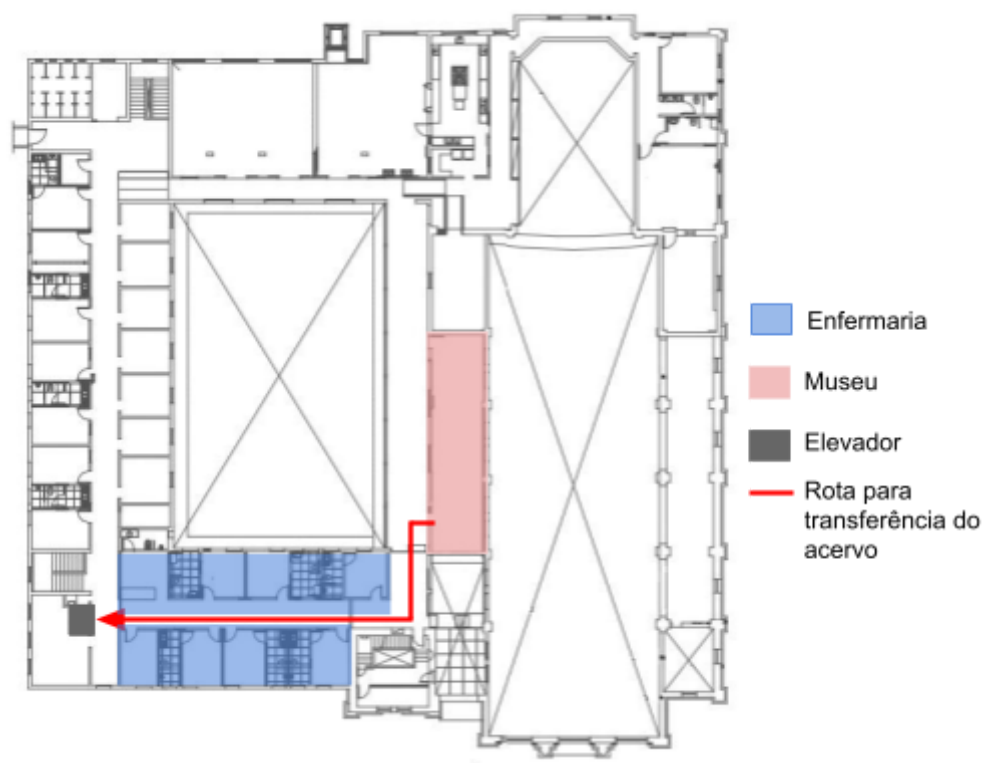 Enfermaria
Museu
Elevador
Rota para
transferência do
acervo